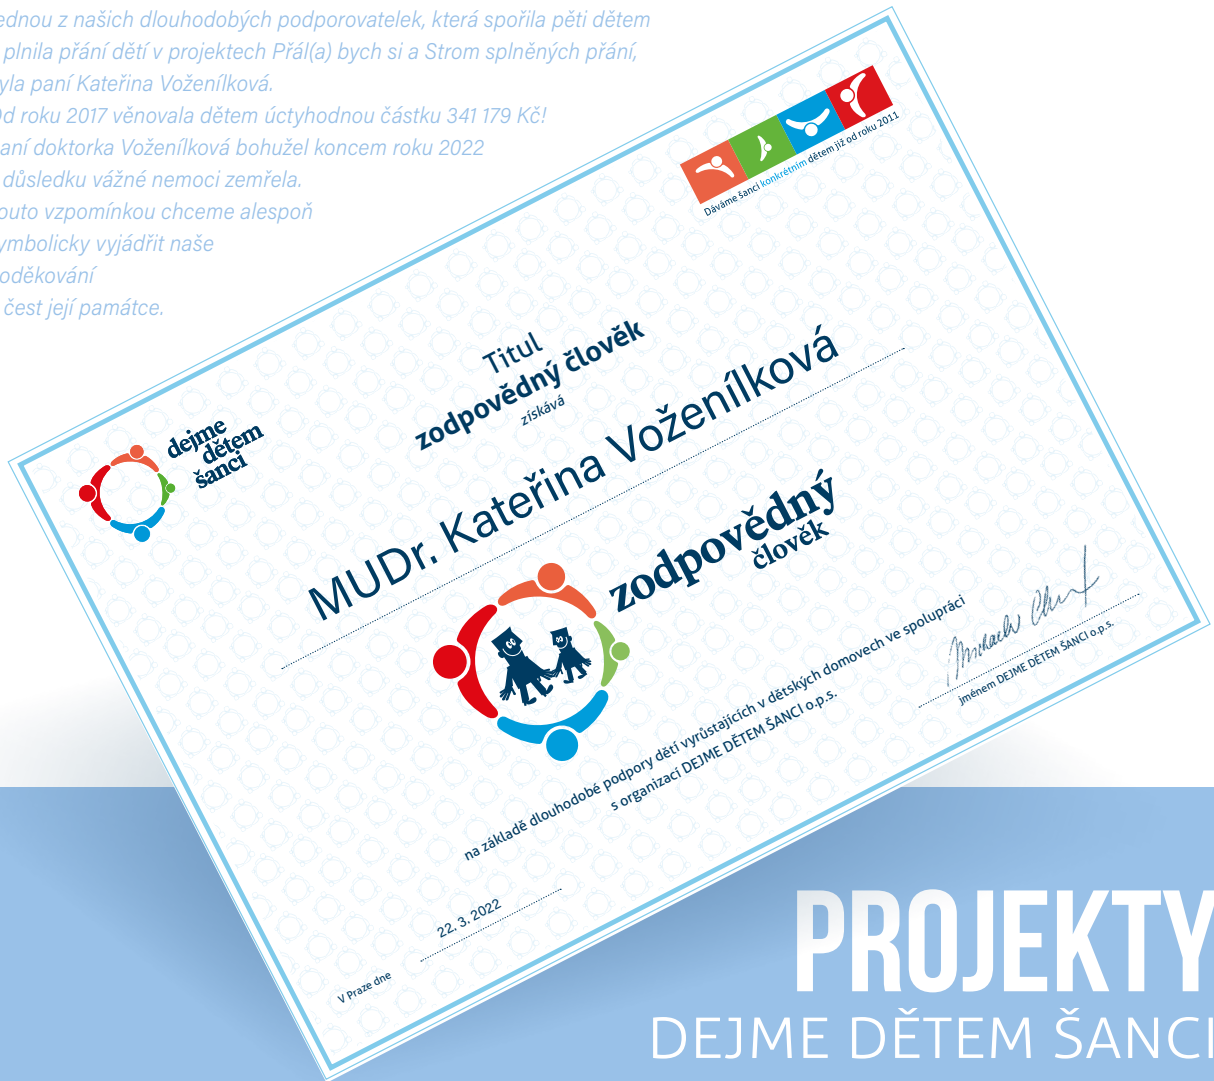 ednou z našich dlouhodobých podporovatelek, která spořila pěti dětem
plnila přání dětí v projektech Přál(a) bych si a Strom splněných přání,
yla paní Kateřina Voženílková.
Od roku 2017 věnovala dětem úctyhodnou částku 341 179 Kč!
aní doktorka Voženílková bohužel koncem roku 2022
důsledku vážné nemoci zemřela.
outo vzpomínkou chceme alespoň
ymbolicky vyjádřit naše
oděkování
čest její památce.
Dáváme šanci konkrétním dětem již od roku 2011
dejme
dětem
šanci
Titul
zodpovědný člověk
získává
MUDr. Kateřina Voženílková
zodpovědný
člověk
na základě dlouhodobé podpory dětí vyrůstajících v dětských domovech ve spolupráci
s organizací DEJME DĚTEM ŠANCI o.p.s.
jménem DEJME DĚTEM ŠANCI o.p.s.
V Praze dne 22. 3. 2022
PROJEKTY
DEJME DĚTEM ŠANCI